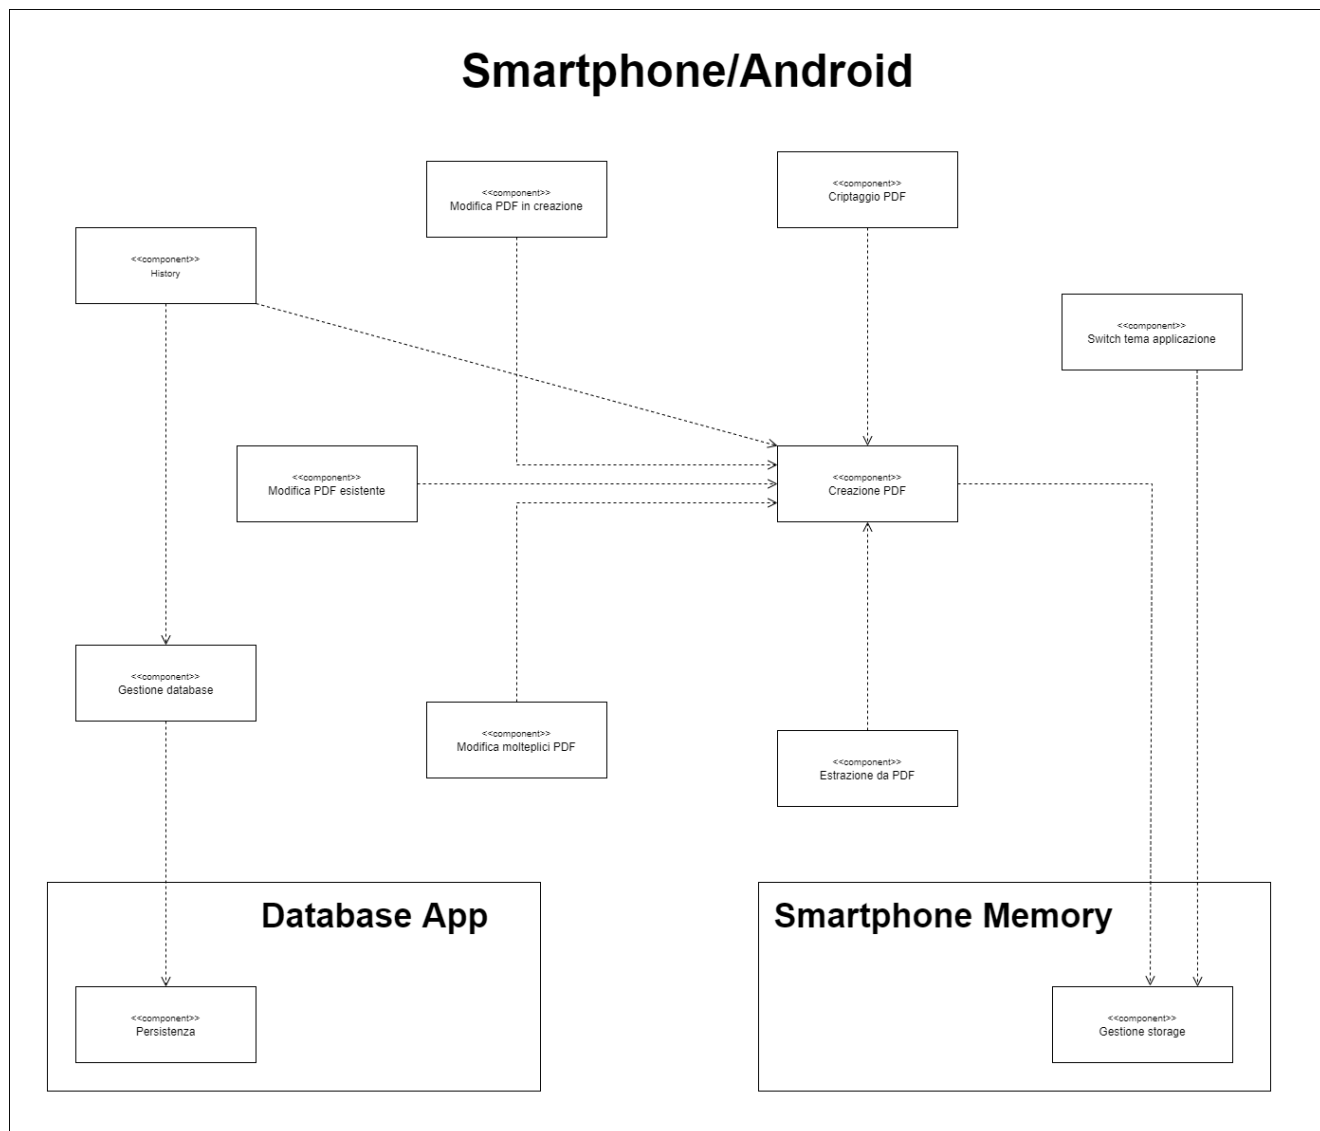 Smartphone/Android
<<component>>
Criptaggio PDF
<<component>>
Modifica PDF in creazione
<<component>>
History
<<component>>
Switch tema applicazione
<<component>>
Modifica PDF esistente
<<component>>
Creazione PDF
<<component>>
Gestione database
<<component>>
Modifica molteplici PDF
<<component>>
Estrazione da PDF
Database App
Smartphone Memory
<<component>>
Persistenza
<<component>>
Gestione storage